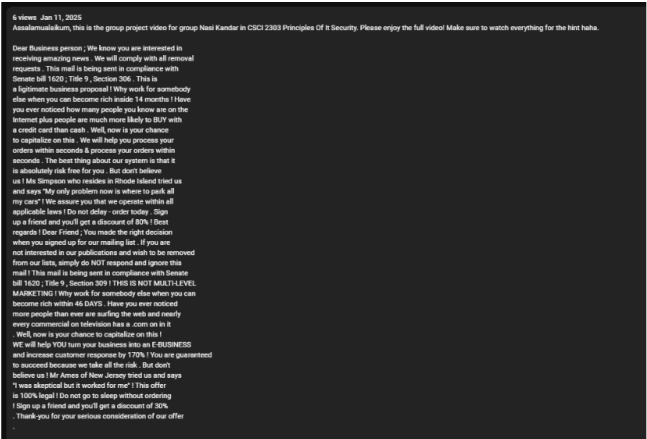 6 views  Jan 11, 2025
Assalamualaikum, this is the group project video for group Nasi Kandar in CSCI 2303 Principles Of It Security. Please enjoy the full video! Make sure to watch everything for the hint haha.
Dear Business person ; We know you are interested in
receiving amazing news . We will comply with all removal
requests . This mail is being sent in compliance with
Senate bill 1620 ; Title 9 , Section 306 . This is
a ligitimate business proposal ! Why work for somebody
else when you can become rich inside 14 months ! Have
you ever noticed how many people you know are on the
Internet plus people are much more likely to BUY with
a credit card than cash . Well, now is your chance
to capitalize on this . We will help you process your
orders within seconds & process your orders within
seconds . The best thing about our system is that it
is absolutely risk free for you . But don't believe
us ! Ms Simpson who resides in Rhode Island tried us
and says "My only problem now is where to park all
my cars" ! We assure you that we operate within all
applicable laws ! Do not delay - order today . Sign
up a friend and you'll get a discount of 80% ! Best
regards ! Dear Friend ; You made the right decision
when you signed up for our mailing list . If you are
not interested in our publications and wish to be removed
from our lists, simply do NOT respond and ignore this
mail ! This mail is being sent in compliance with Senate
bill 1620 ; Title 9 , Section 309 ! THIS IS NOT MULTI-LEVEL
MARKETING ! Why work for somebody else when you can
become rich within 46 DAYS . Have you ever noticed
more people than ever are surfing the web and nearly
every commercial on television has a .com on in it
. Well, now is your chance to capitalize on this !
WE will help YOU turn your business into an E-BUSINESS
and increase customer response by 170% ! You are guaranteed
to succeed because we take all the risk . But don't
believe us ! Mr Ames of New Jersey tried us and says
"I was skeptical but it worked for me" ! This offer
is 100% legal ! Do not go to sleep without ordering
! Sign up a friend and you'll get a discount of 30%
. Thank-you for your serious consideration of our offer
.